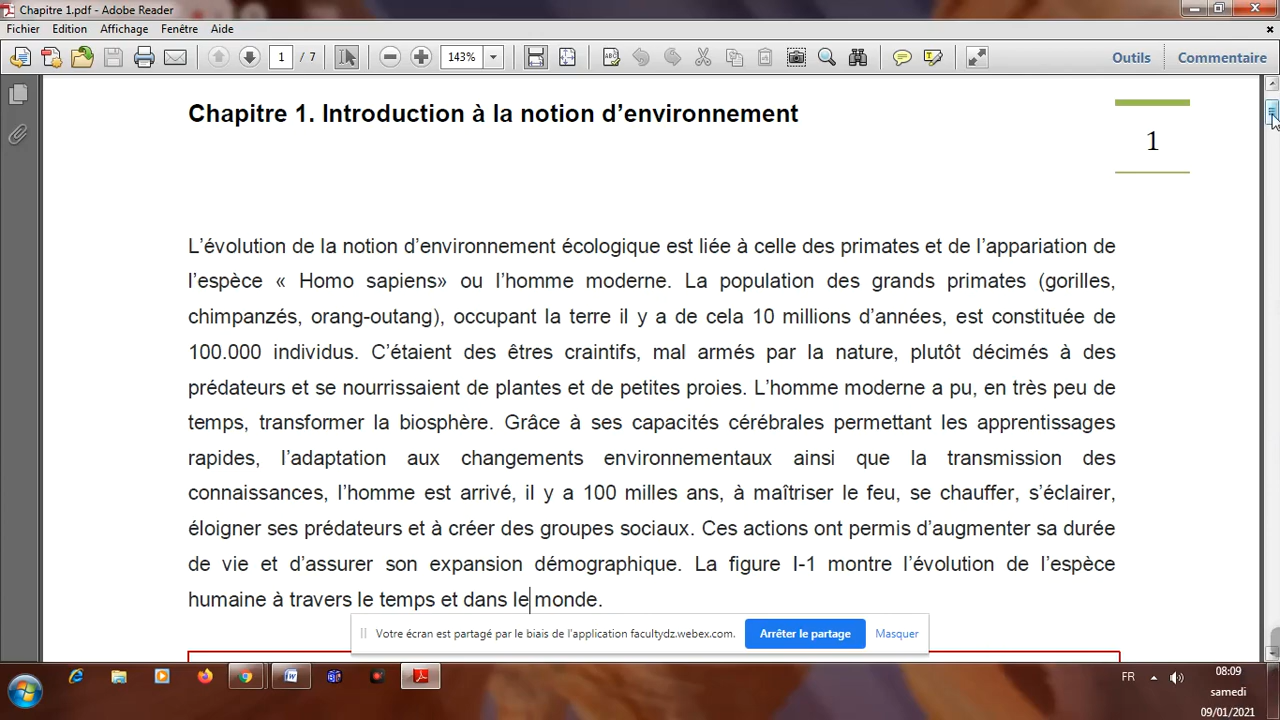 Chapitre 1.pdf - Adobe Reader
Fichier Edition Affichage Fenêtre Aide
1 / 7 143% Outils Commentaire
Chapitre 1. Introduction à la notion d’environnement
1
L’évolution de la notion d’environnement écologique est liée à celle des primates et de l’appariation de
l’espèce « Homo sapiens» ou l’homme moderne. La population des grands primates (gorilles,
chimpanzés, orang-outang), occupant la terre il y a de cela 10 millions d’années, est constituée de
100.000 individus. C’étaient des êtres craintifs, mal armés par la nature, plutôt décimés à des
prédateurs et se nourrissaient de plantes et de petites proies. L’homme moderne a pu, en très peu de
temps, transformer la biosphère. Grâce à ses capacités cérébrales permettant les apprentissages
rapides, l’adaptation aux changements environnementaux ainsi que la transmission des
connaissances, l’homme est arrivé, il y a 100 milles ans, à maîtriser le feu, se chauffer, s’éclairer,
éloigner ses prédateurs et à créer des groupes sociaux. Ces actions ont permis d’augmenter sa durée
de vie et d’assurer son expansion démographique. La figure I-1 montre l’évolution de l’espèce
humaine à travers le temps et dans le monde.
Votre écran est partagé par le biais de l'application facultydz.webex.com. Arrêter le partage Masquer
FR
08:09
samedi
09/01/2021